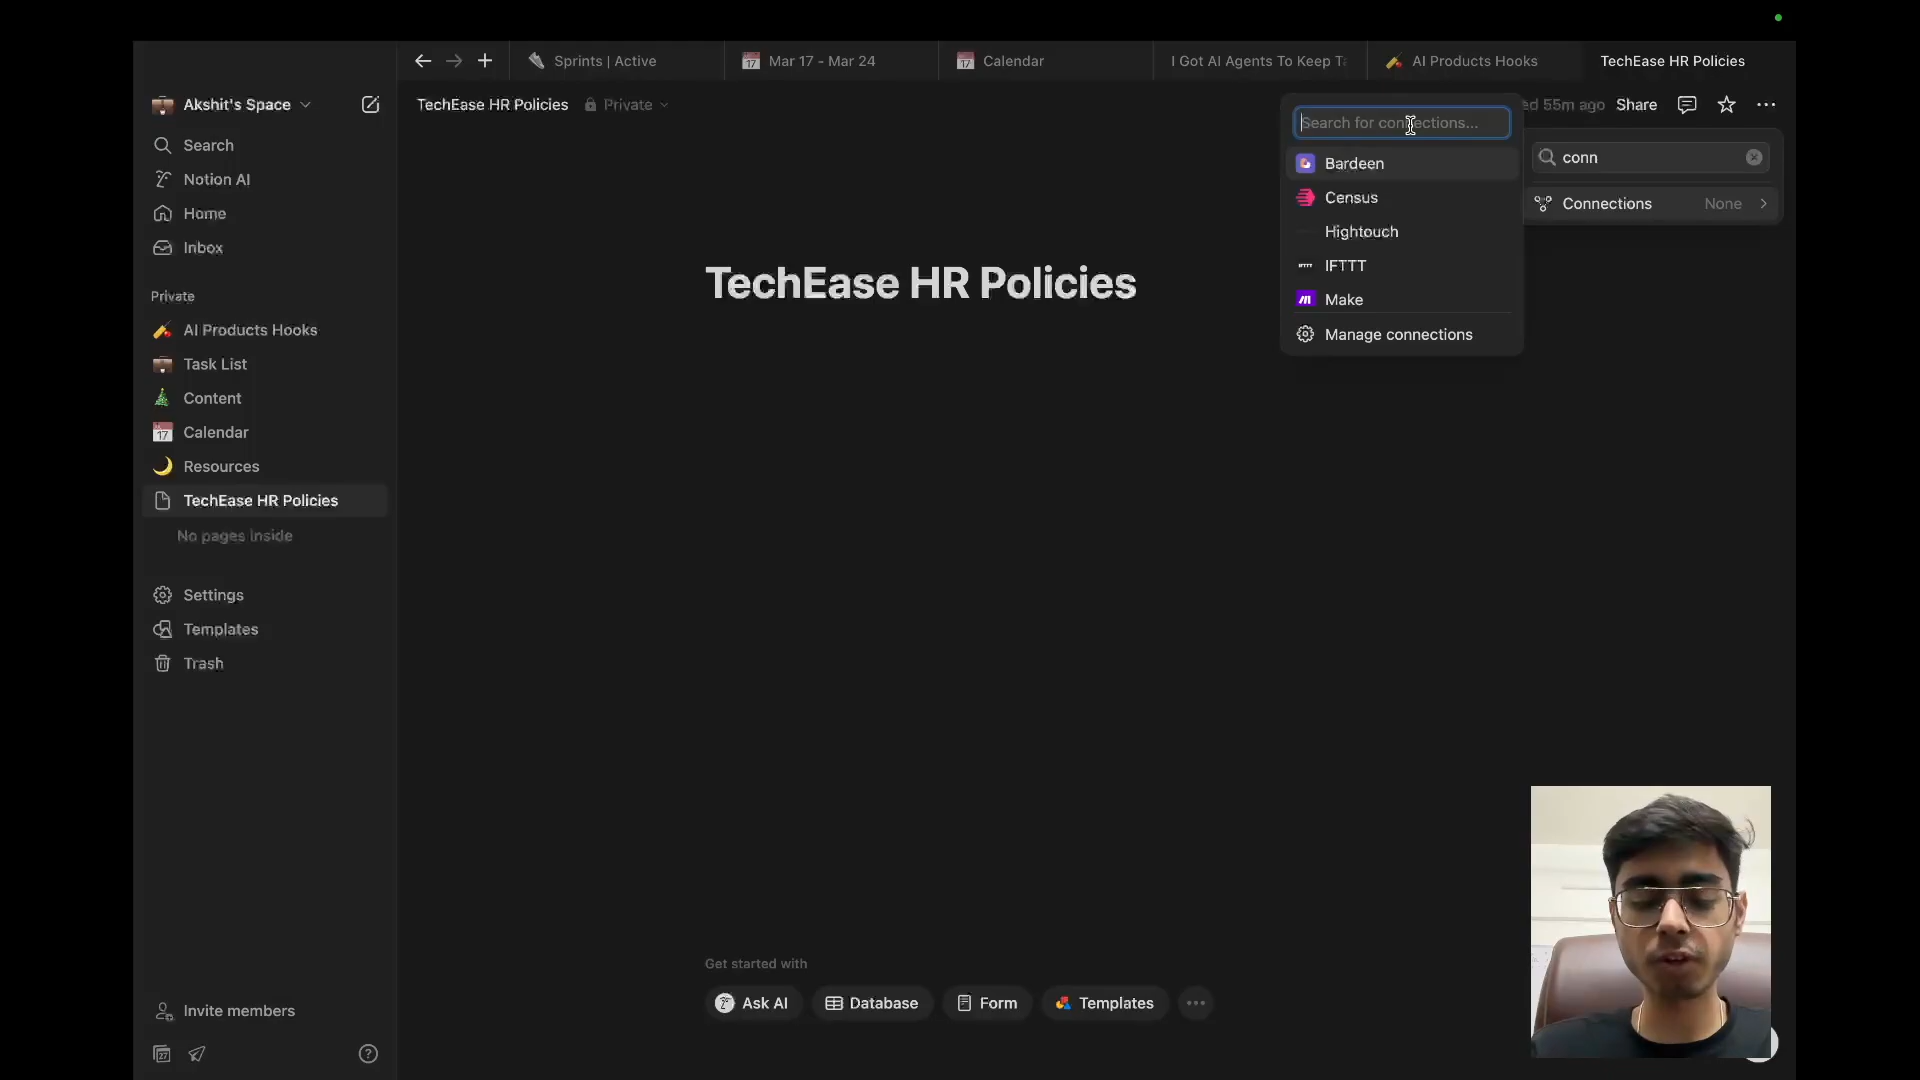 Sprints | Active
Mar 17 - Mar 24
Calendar
I Got AI Agents To Keep T
AI Products Hooks
TechEase HR Policies
Akshit's Space
TechEase HR Policies
Private
ed 55m ago
Share
Search
Notion AI
Home
Inbox
Private
AI Products Hooks
Task List
Content
17
Calendar
Resources
TechEase HR Policies
No pages inside
Settings
Templates
Trash
Invite members
27
Search for connections...
Bardeen
Census
Hightouch
IFTTT
Make
Manage connections
conn
Connections
None
TechEase HR Policies
Get started with
Ask AI
Database
Form
Templates